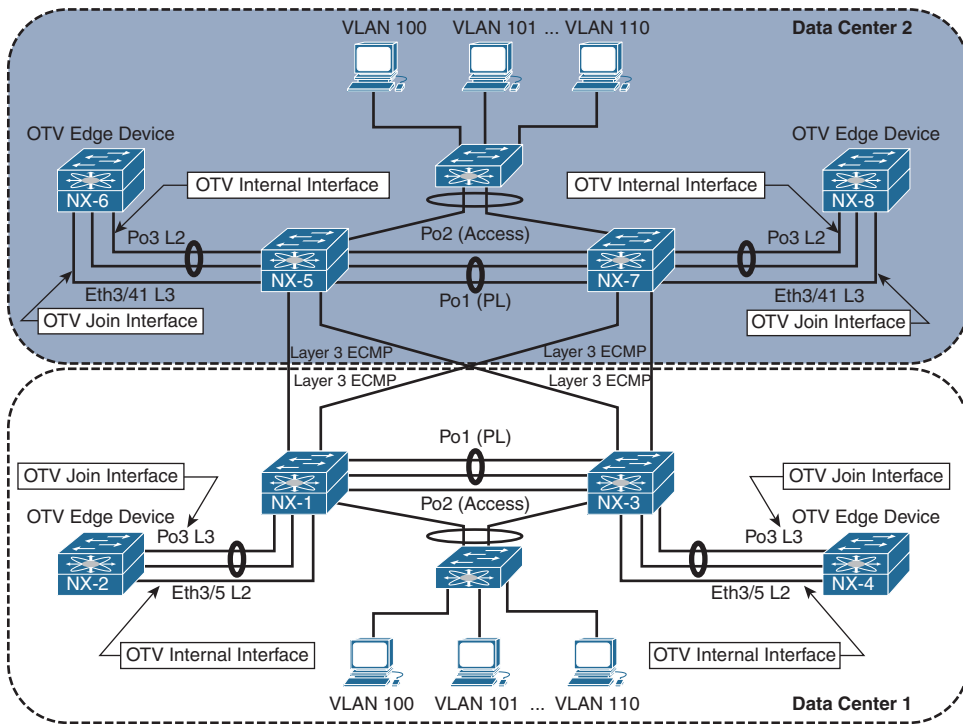 VLAN 100 VLAN 101 ... VLAN 110 Data Center 2
OTV Edge Device
OTV Edge Device
NX-6
OTV Internal Interface
OTV Internal Interface
NX-8
Po3 L2
Po2 (Access)
Po3 L2
NX-5
NX-7
Eth3/41 L3
Po1 (PL)
Eth3/41 L3
OTV Join Interface
OTV Join Interface
Layer 3 ECMP
Layer 3 ECMP
Layer 3 ECMP
Layer 3 ECMP
Po1 (PL)
OTV Join Interface
OTV Join Interface
NX-1
Po2 (Access)
NX-3
OTV Edge Device
OTV Edge Device
Po3 L3
Po3 L3
NX-2
NX-4
Eth3/5 L2
Eth3/5 L2
OTV Internal Interface
OTV Internal Interface
VLAN 100 VLAN 101 ... VLAN 110 Data Center 1